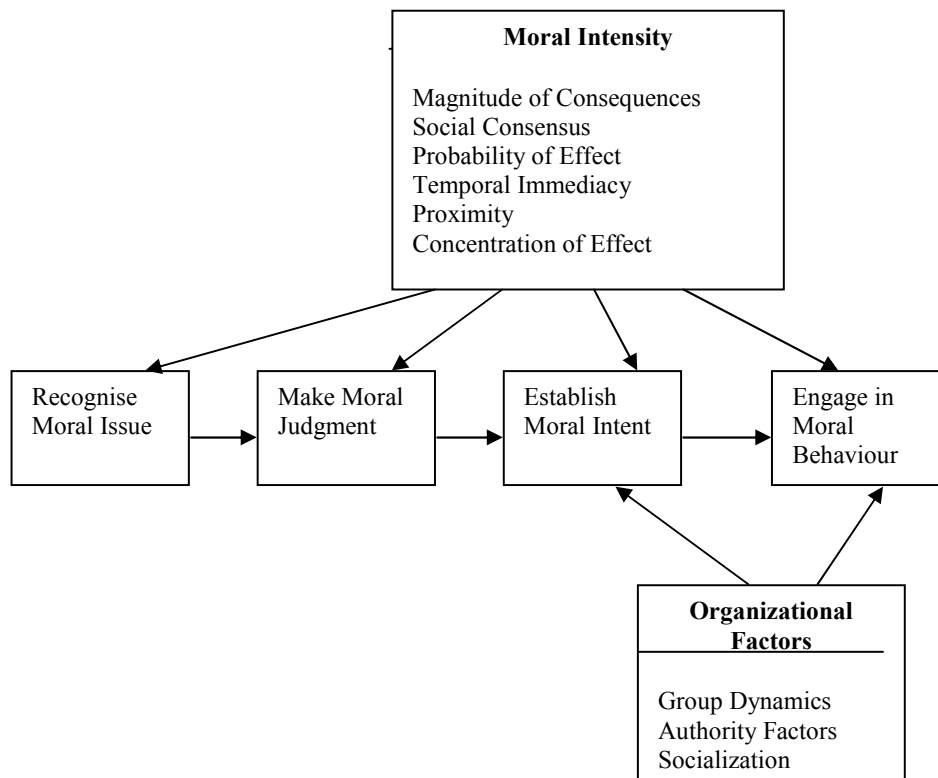 Moral Intensity
Magnitude of Consequences
Social Consensus
Probability of Effect
Temporal Immediacy
Proximity
Concentration of Effect
Recognise
Moral Issue
Make Moral
Judgment
Establish
Moral Intent
Engage in
Moral
Behaviour
Organizational
Factors
Group Dynamics
Authority Factors
Socialization